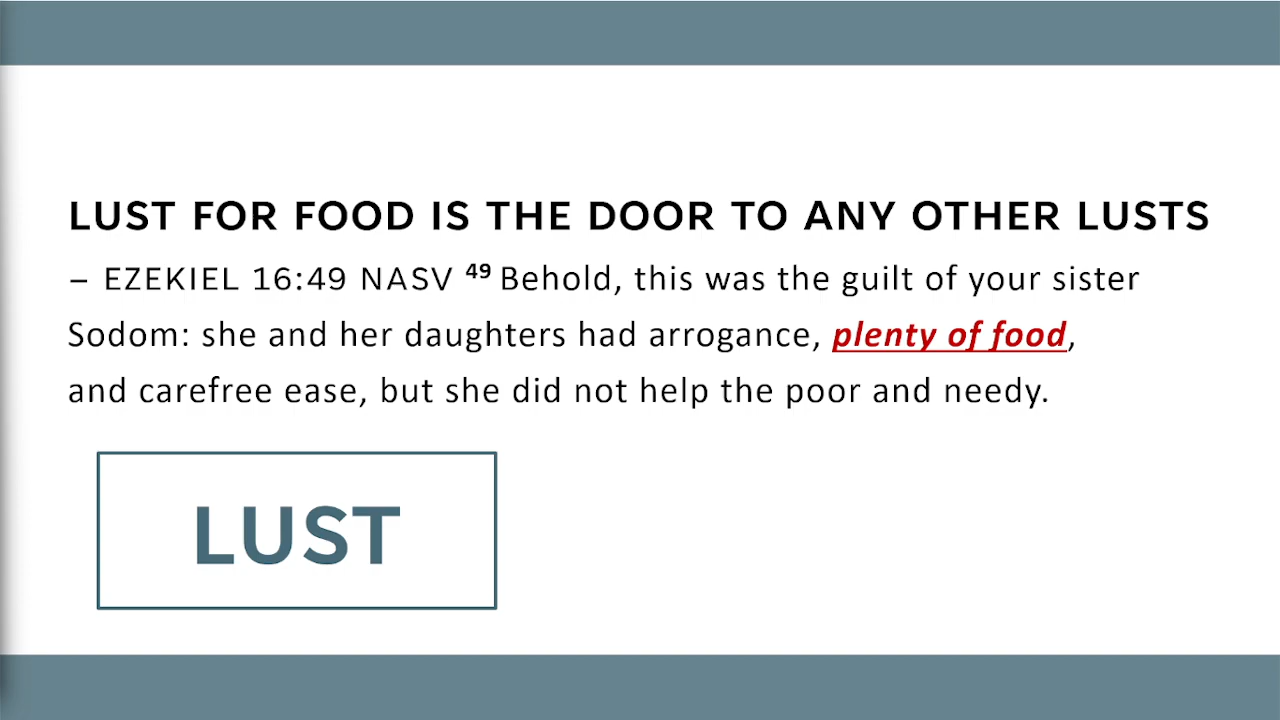 LUST FOR FOOD IS THE DOOR TO ANY OTHER LUSTS
– EZEKIEL 16:49 NASV ⁴⁹ Behold, this was the guilt of your sister
Sodom: she and her daughters had arrogance, plenty of food,
and carefree ease, but she did not help the poor and needy.
LUST